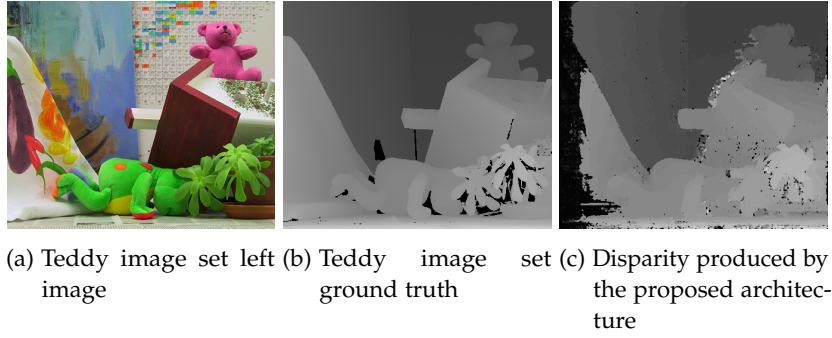 (a) Teddy image set left image
(b) Teddy image set ground truth
(c) Disparity produced by the proposed architec-
ture